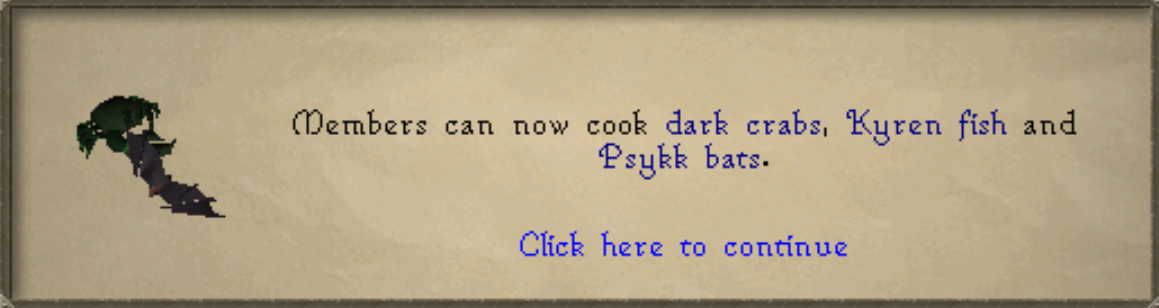 Members can now cook dark crabs, Kyren fish and
Psykk bats.
Click here to continue